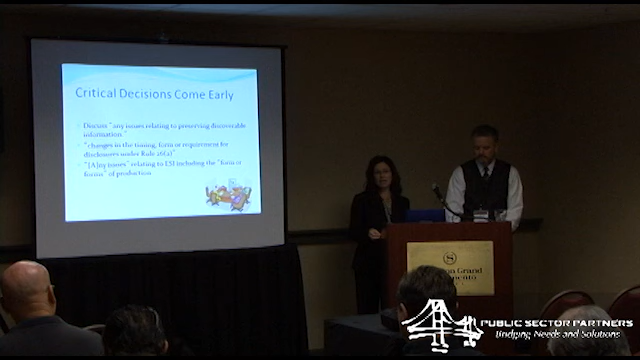 Critical Decisions Come Early
Discuss "any issues relating to preserving discoverable
information."
"changes in the timing, form or requirement for
disclosures under Rule 26(a)"
"[A]ny issues" relating to ESI including the "form or
forms" of production
S
Grand
PUBLIC SECTOR PARTNERS
Bridging Needs and Solutions